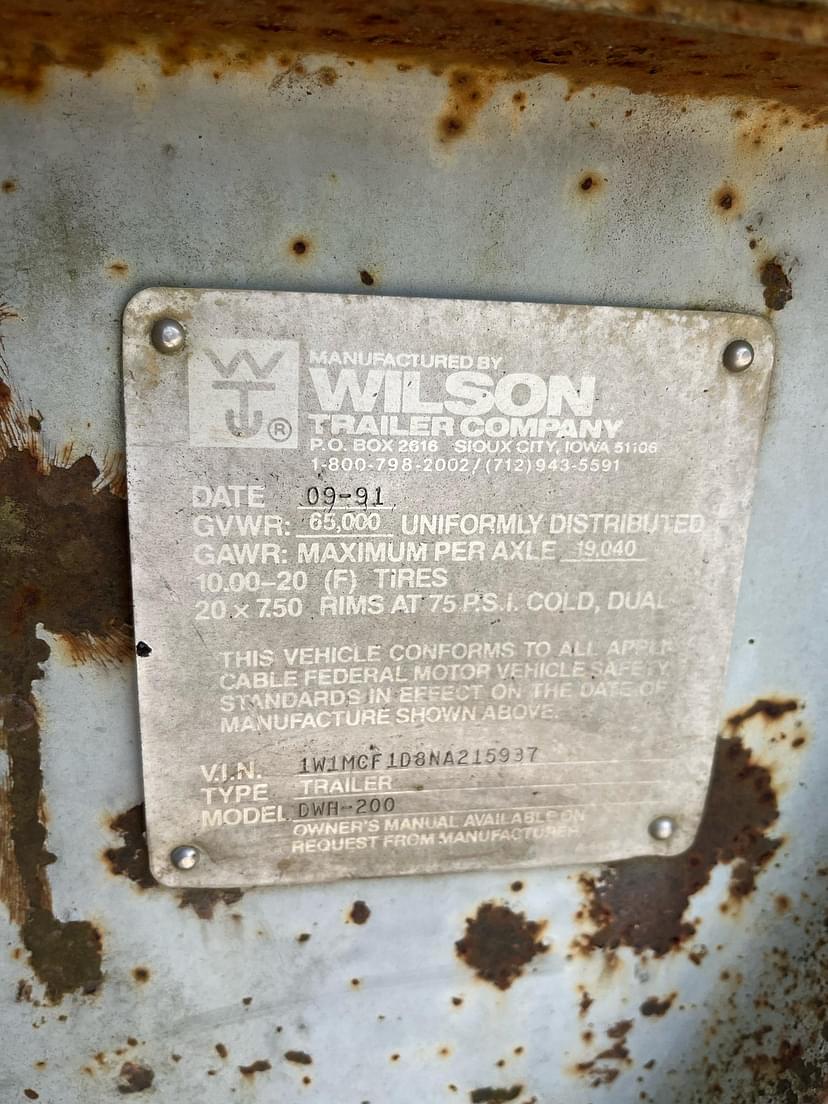 WT
®
MANUFACTURED BY
WILSON
TRAILER COMPANY
P.O. BOX 2616 SIOUX CITY, IOWA 51106
1-800-798-2002 / (712) 943-5591
DATE 09-91
GVWR: 65,000 UNIFORMLY DISTRIBUTED
GAWR: MAXIMUM PER AXLE 19,040
10.00-20 (F) TIRES
20 x 7.50 RIMS AT 75 P.S.I. COLD, DUAL
THIS VEHICLE CONFORMS TO ALL APPLI-
CABLE FEDERAL MOTOR VEHICLE SAFETY
STANDARDS IN EFFECT ON THE DATE OF
MANUFACTURE SHOWN ABOVE.
V.I.N. 1W1MCF1D8NA215937
TYPE TRAILER
MODEL DWH-200
OWNER'S MANUAL AVAILABLE ON
REQUEST FROM MANUFACTURER